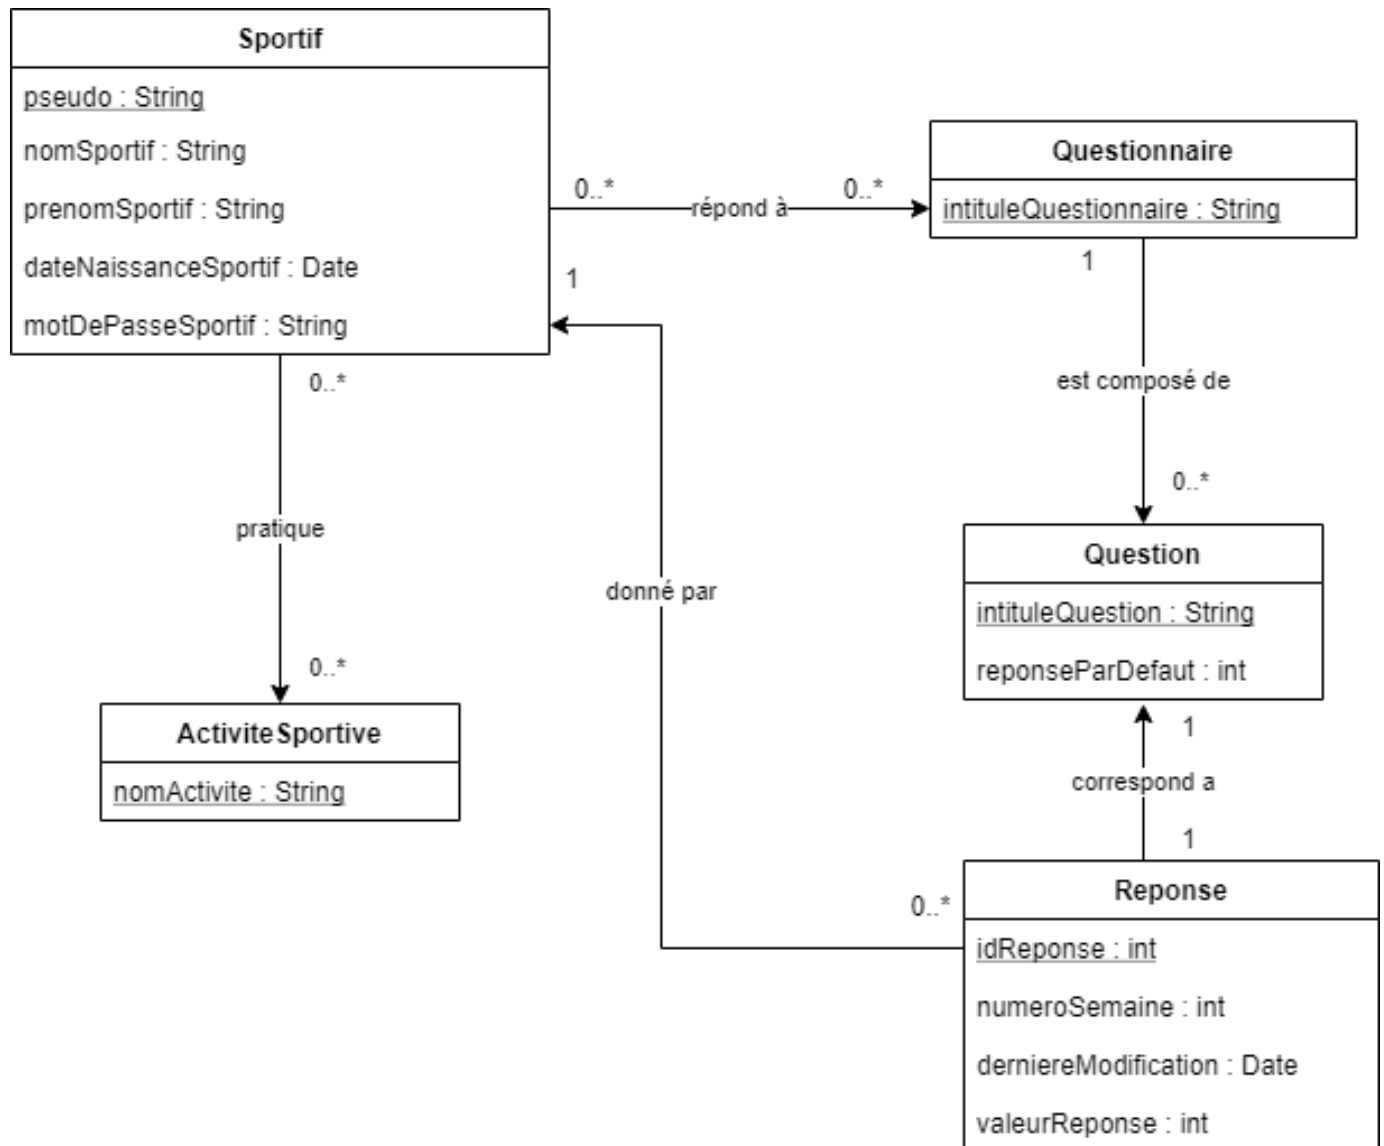 Sportif
pseudo : String
nomSportif : String
prenomSportif : String
dateNaissanceSportif : Date
motDePasseSportif : String
0..*
répond à
0..*
Questionnaire
intituleQuestionnaire : String
1
1
est composé de
0..*
0..*
pratique
0..*
donné par
Question
intituleQuestion : String
reponseParDefaut : int
ActiviteSportive
nomActivite : String
1
correspond a
1
0..*
Reponse
idReponse : int
numeroSemaine : int
derniereModification : Date
valeurReponse : int